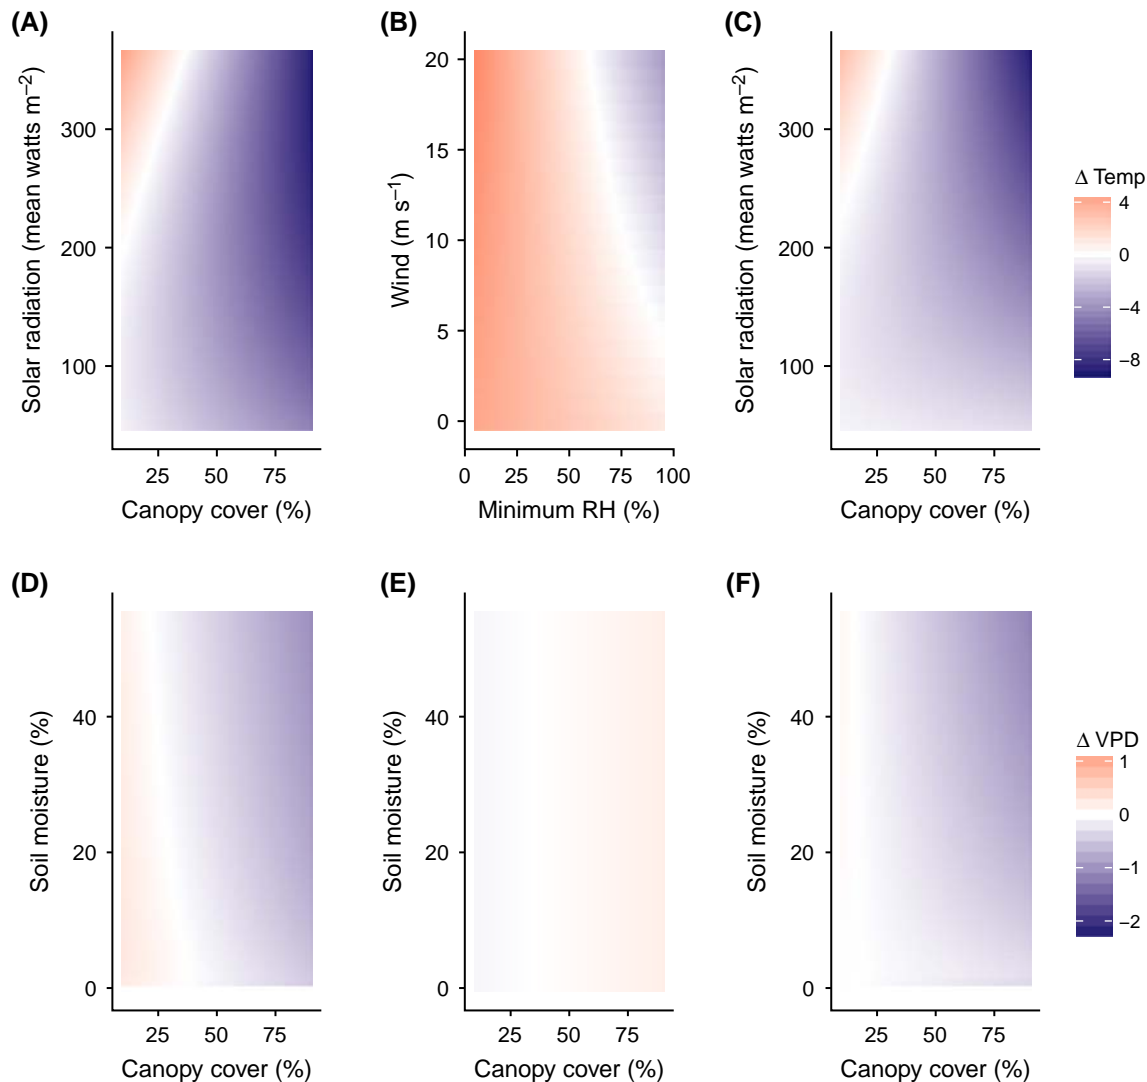 (A)
(B)
(C)
Solar radiation (mean watts m⁻²)
300
200
100
25 50 75
Canopy cover (%)
Wind (m s⁻¹)
20
15
10
5
0
0 25 50 75 100
Minimum RH (%)
Solar radiation (mean watts m⁻²)
300
200
100
25 50 75
Canopy cover (%)
Δ Temp
4
0
−4
−8
(D)
(E)
(F)
Soil moisture (%)
40
20
0
25 50 75
Canopy cover (%)
Soil moisture (%)
40
20
0
25 50 75
Canopy cover (%)
Soil moisture (%)
40
20
0
25 50 75
Canopy cover (%)
Δ VPD
1
0
−1
−2